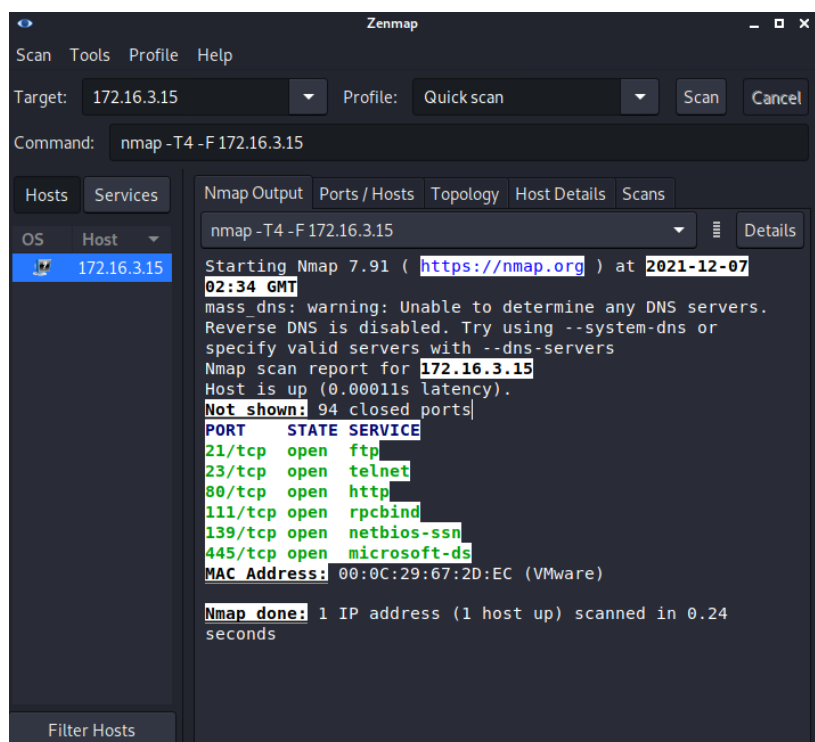 Zenmap
Scan Tools Profile Help
Target: 172.16.3.15 Profile: Quick scan Scan Cancel
Command: nmap -T4 -F 172.16.3.15
Hosts Services Nmap Output Ports / Hosts Topology Host Details Scans
nmap -T4 -F 172.16.3.15 Details
OS Host
172.16.3.15
Starting Nmap 7.91 ( https://nmap.org ) at 2021-12-07
02:34 GMT
mass_dns: warning: Unable to determine any DNS servers.
Reverse DNS is disabled. Try using --system-dns or
specify valid servers with --dns-servers
Nmap scan report for 172.16.3.15
Host is up (0.00011s latency).
Not shown: 94 closed ports
PORT STATE SERVICE
21/tcp open ftp
23/tcp open telnet
80/tcp open http
111/tcp open rpcbind
139/tcp open netbios-ssn
445/tcp open microsoft-ds
MAC Address: 00:0C:29:67:2D:EC (VMware)
Nmap done: 1 IP address (1 host up) scanned in 0.24
seconds
Filter Hosts